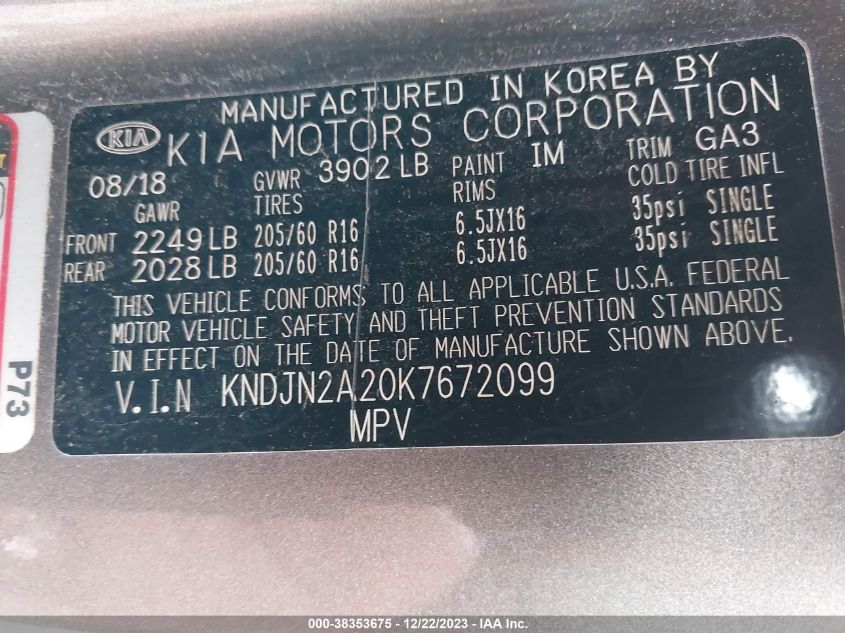 MANUFACTURED IN KOREA BY
KIA KIA MOTORS CORPORATION
08/18 GVWR 3902 LB PAINT IM TRIM GA3
GAWR TIRES RIMS COLD TIRE INFL
FRONT 2249 LB 205/60 R16 6.5JX16 35psi SINGLE
REAR 2028 LB 205/60 R16 6.5JX16 35psi SINGLE
THIS VEHICLE CONFORMS TO ALL APPLICABLE U.S.A. FEDERAL
MOTOR VEHICLE SAFETY AND THEFT PREVENTION STANDARDS
IN EFFECT ON THE DATE OF MANUFACTURE SHOWN ABOVE.
V.I.N KNDJN2A20K7672099
MPV
P73
000-38353675 - 12/22/2023 - IAA Inc.